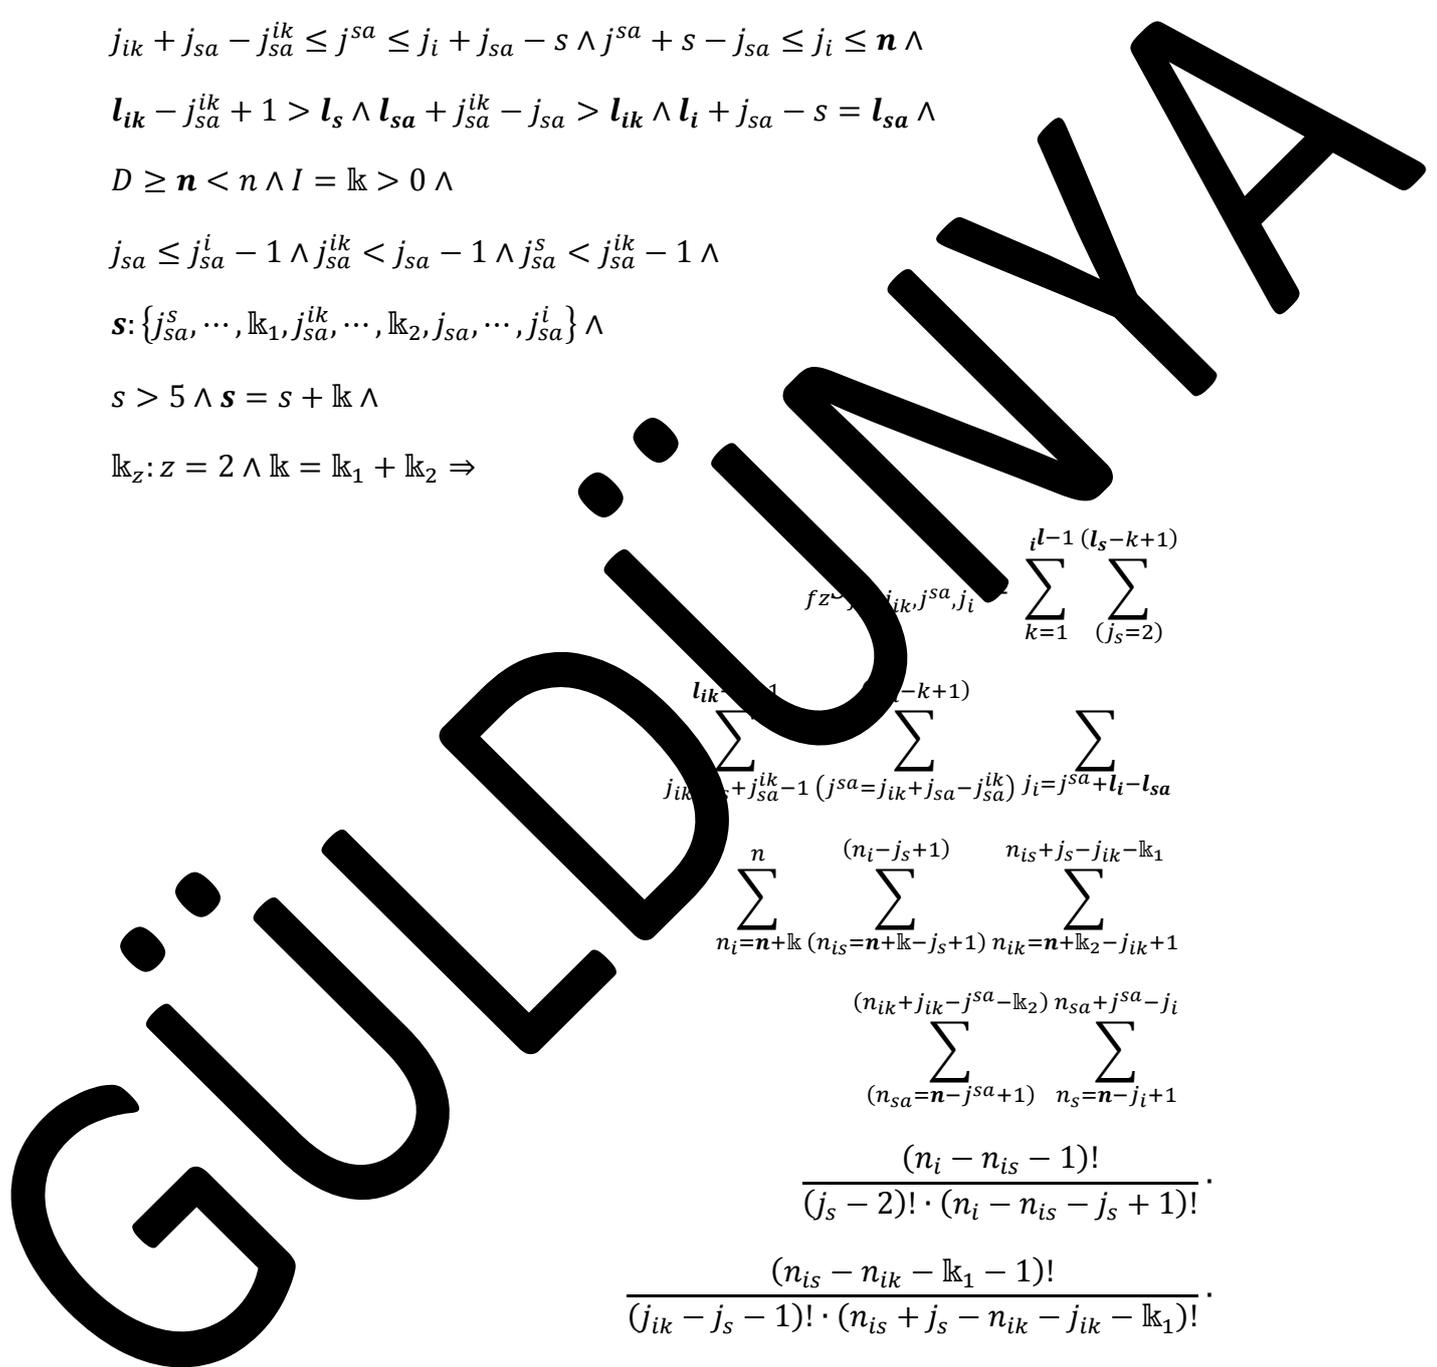 j_{ik} + j_{sa} − j_{sa}^{ik} ≤ j^{sa} ≤ j_i + j_{sa} − s ∧ j^{sa} + s − j_{sa} ≤ j_i ≤ 𝒏 ∧
𝒍_{𝒊𝒌} − j_{sa}^{ik} + 1 > 𝒍_𝒔 ∧ 𝒍_{𝒔𝒂} + j_{sa}^{ik} − j_{sa} > 𝒍_{𝒊𝒌} ∧ 𝒍_𝒊 + j_{sa} − s = 𝒍_{𝒔𝒂} ∧
D ≥ 𝒏 < n ∧ I = 𝕜 > 0 ∧
j_{sa} ≤ j_{sa}^{i} − 1 ∧ j_{sa}^{ik} < j_{sa} − 1 ∧ j_{sa}^{s} < j_{sa}^{ik} − 1 ∧
𝒔: {j_{sa}^{s}, ⋯ , 𝕜_1, j_{sa}^{ik}, ⋯ , 𝕜_2, j_{sa}, ⋯ , j_{sa}^{i}} ∧
s > 5 ∧ 𝒔 = s + 𝕜 ∧
𝕜_z: z = 2 ∧ 𝕜 = 𝕜_1 + 𝕜_2 ⇒
∑_{k=1}^{_𝒊𝒍−1} ∑_{(j_s=2)}^{(𝒍_𝒔−k+1)}
∑ ∑_{(j^{sa}=j_{ik}+j_{sa}−j_{sa}^{ik})} ∑_{j_i=j^{sa}+𝒍_𝒊−𝒍_{𝒔𝒂}}
∑_{n_i=𝒏+𝕜}^{n} ∑_{(n_{is}=𝒏+𝕜−j_s+1)}^{(n_i−j_s+1)} ∑_{n_{ik}=𝒏+𝕜_2−j_{ik}+1}^{n_{is}+j_s−j_{ik}−𝕜_1}
∑_{(n_{sa}=𝒏−j^{sa}+1)}^{(n_{ik}+j_{ik}−j^{sa}−𝕜_2)} ∑_{n_s=𝒏−j_i+1}^{n_{sa}+j^{sa}−j_i}
(n_i − n_{is} − 1)!
(j_s − 2)! · (n_i − n_{is} − j_s + 1)! ·
(n_{is} − n_{ik} − 𝕜_1 − 1)!
(j_{ik} − j_s − 1)! · (n_{is} + j_s − n_{ik} − j_{ik} − 𝕜_1)! ·
GÜLDÜNYA